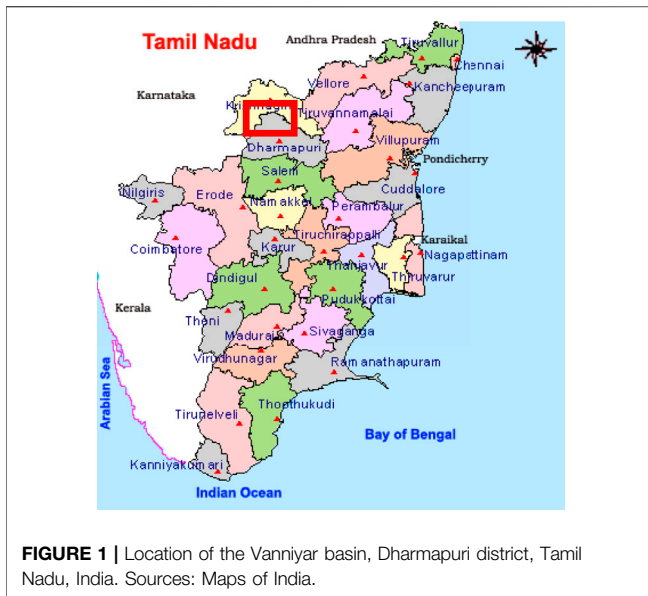 Tamil Nadu
Andhra Pradesh
Tiruvallur
Chennai
Vellore
Kancheepuram
Karnataka
Tiruvannamalai
Villupuram
Dharmapuri
Pondicherry
Salem
Cuddalore
Nilgiris
Erode
Namakkel
Perambalur
Tiruchirappalli
Karur
Karaikal
Coimbatore
Thanjavur
Nagapattinam
Dindigul
Thiruvarur
Pudukkottai
Kerala
Theni
Sivaganga
Madurai
Virudhunagar
Ramanathapuram
Arabian Sea
Tirunelveli
Thoothukudi
Bay of Bengal
Kanniyakumari
Indian Ocean
FIGURE 1 | Location of the Vanniyar basin, Dharmapuri district, Tamil
Nadu, India. Sources: Maps of India.